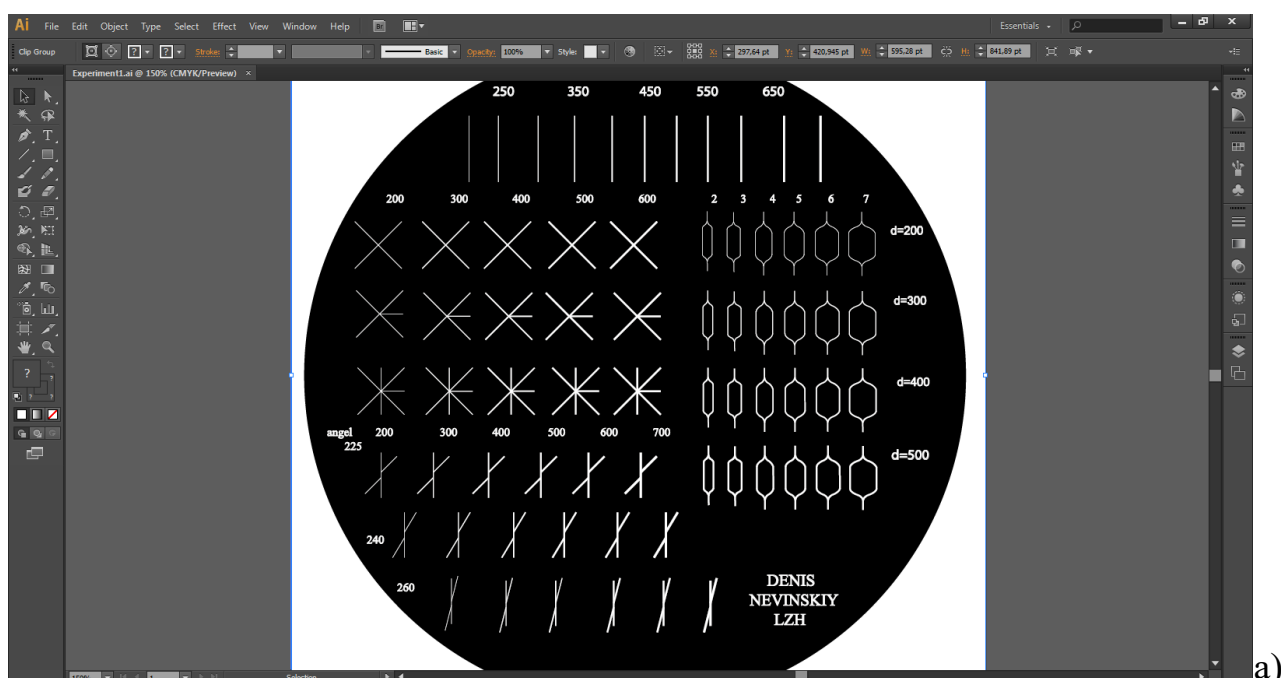 Ai File Edit Object Type Select Effect View Window Help Br Essentials
Clip Group ? ? Stroke: Basic Opacity: 100% Style: X: 297,64 pt Y: 420,945 pt W: 595,28 pt H: 841,89 pt
Experiment1.ai @ 150% (CMYK/Preview) ×
250 350 450 550 650
200 300 400 500 600 2 3 4 5 6 7
d=200
d=300
d=400
angel 200 300 400 500 600 700
225
d=500
240
260
DENIS
NEVINSKIY
LZH
?
150% 1 Selection
a)